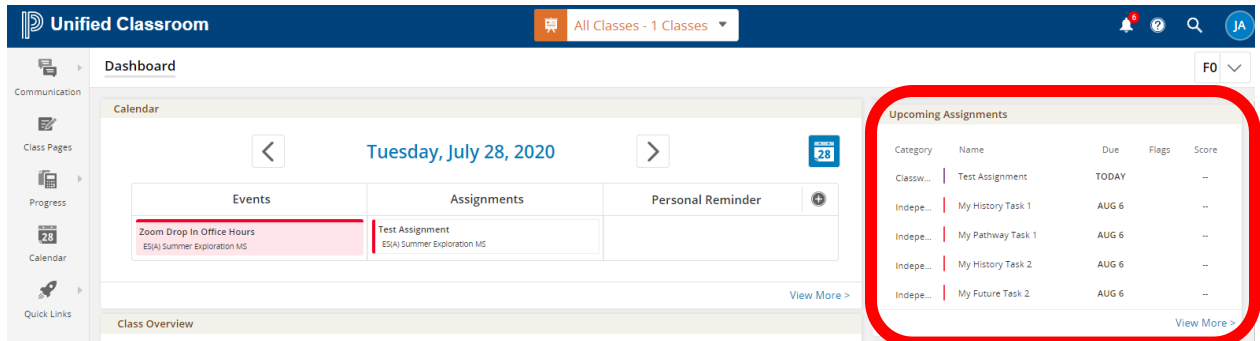 Unified Classroom
All Classes - 1 Classes
6
JA
Communication
Class Pages
Progress
28
Calendar
Quick Links
Dashboard
F0
Calendar
Tuesday, July 28, 2020
28
Events Assignments Personal Reminder
Zoom Drop In Office Hours
ES(A) Summer Exploration MS
Test Assignment
ES(A) Summer Exploration MS
View More >
Class Overview
Upcoming Assignments
Category Name Due Flags Score
Classw... Test Assignment TODAY --
Indepe... My History Task 1 AUG 6 --
Indepe... My Pathway Task 1 AUG 6 --
Indepe... My History Task 2 AUG 6 --
Indepe... My Future Task 2 AUG 6 --
View More >